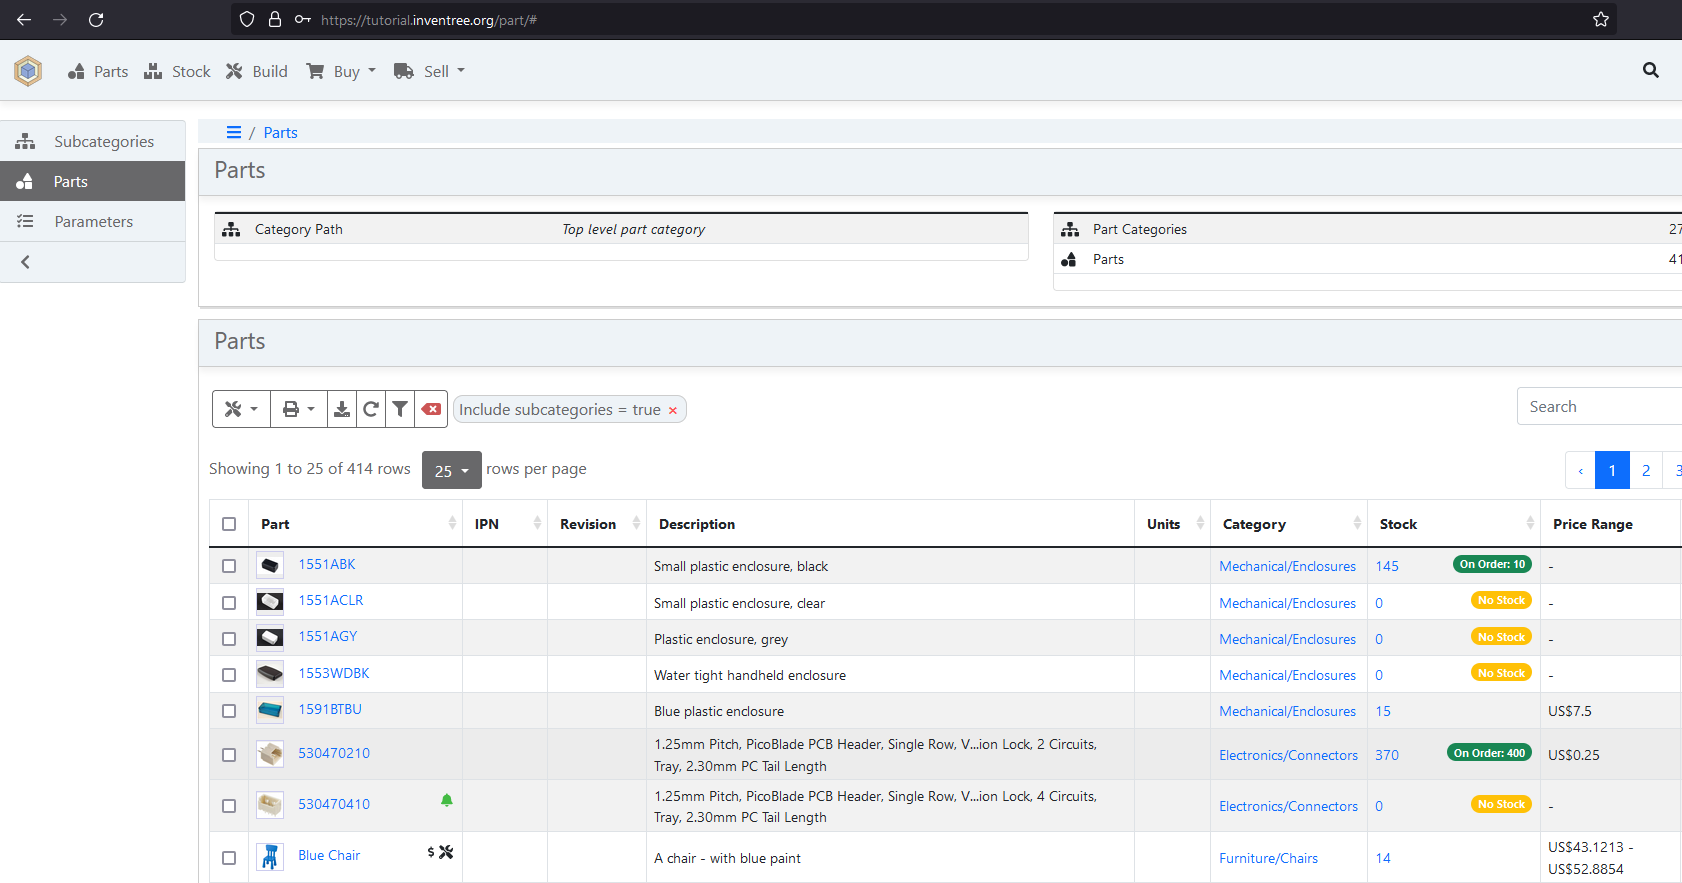 https://tutorial.inventree.org/part/#
Parts Stock Build Buy Sell
Subcategories
Parts
Parameters
/ Parts
Parts
Category Path Top level part category
Part Categories 27
Parts 41
Parts
Include subcategories = true ×
Search
Showing 1 to 25 of 414 rows 25 rows per page
‹ 1 2 3
Part IPN Revision Description Units Category Stock Price Range
1551ABK Small plastic enclosure, black Mechanical/Enclosures 145 On Order: 10 -
1551ACLR Small plastic enclosure, clear Mechanical/Enclosures 0 No Stock -
1551AGY Plastic enclosure, grey Mechanical/Enclosures 0 No Stock -
1553WDBK Water tight handheld enclosure Mechanical/Enclosures 0 No Stock -
1591BTBU Blue plastic enclosure Mechanical/Enclosures 15 US$7.5
530470210 1.25mm Pitch, PicoBlade PCB Header, Single Row, V...ion Lock, 2 Circuits,
Tray, 2.30mm PC Tail Length Electronics/Connectors 370 On Order: 400 US$0.25
530470410 1.25mm Pitch, PicoBlade PCB Header, Single Row, V...ion Lock, 4 Circuits,
Tray, 2.30mm PC Tail Length Electronics/Connectors 0 No Stock -
Blue Chair $ A chair - with blue paint Furniture/Chairs 14 US$43.1213 -
US$52.8854